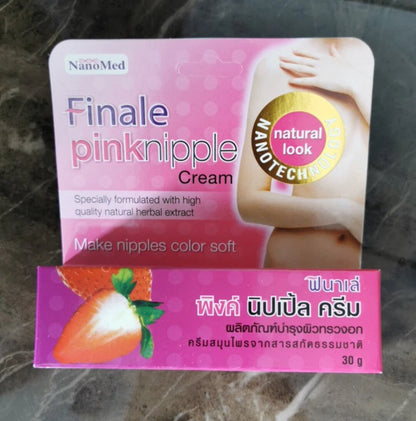 NanoMed
Finale
pinknipple
Cream
Specially formulated with high
quality natural herbal extract
Make nipples color soft
natural
look
NANOTECHNOLOGY
ฟินาเล่
พิงค์ นิปเปิ้ล ครีม
ผลิตภัณฑ์บำรุงผิวทรวงอก
ครีมสมุนไพรจากสารสกัดธรรมชาติ
30 g